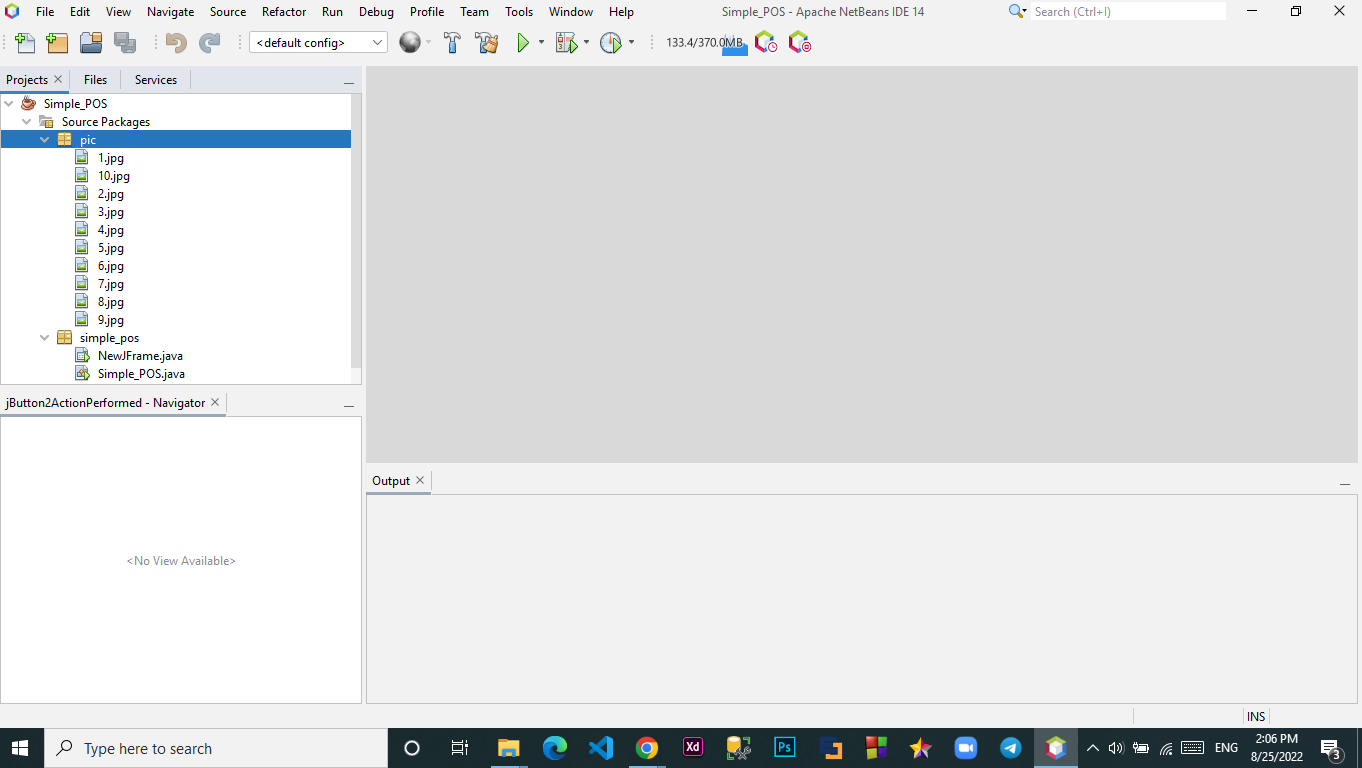 File Edit View Navigate Source Refactor Run Debug Profile Team Tools Window Help
Simple_POS - Apache NetBeans IDE 14
Search (Ctrl+I)
<default config>
133.4/370.0MB
Projects Files Services
Simple_POS
Source Packages
pic
1.jpg
10.jpg
2.jpg
3.jpg
4.jpg
5.jpg
6.jpg
7.jpg
8.jpg
9.jpg
simple_pos
NewJFrame.java
Simple_POS.java
jButton2ActionPerformed - Navigator
<No View Available>
Output
INS
Type here to search
Xd
Ps
ENG
2:06 PM
8/25/2022
3